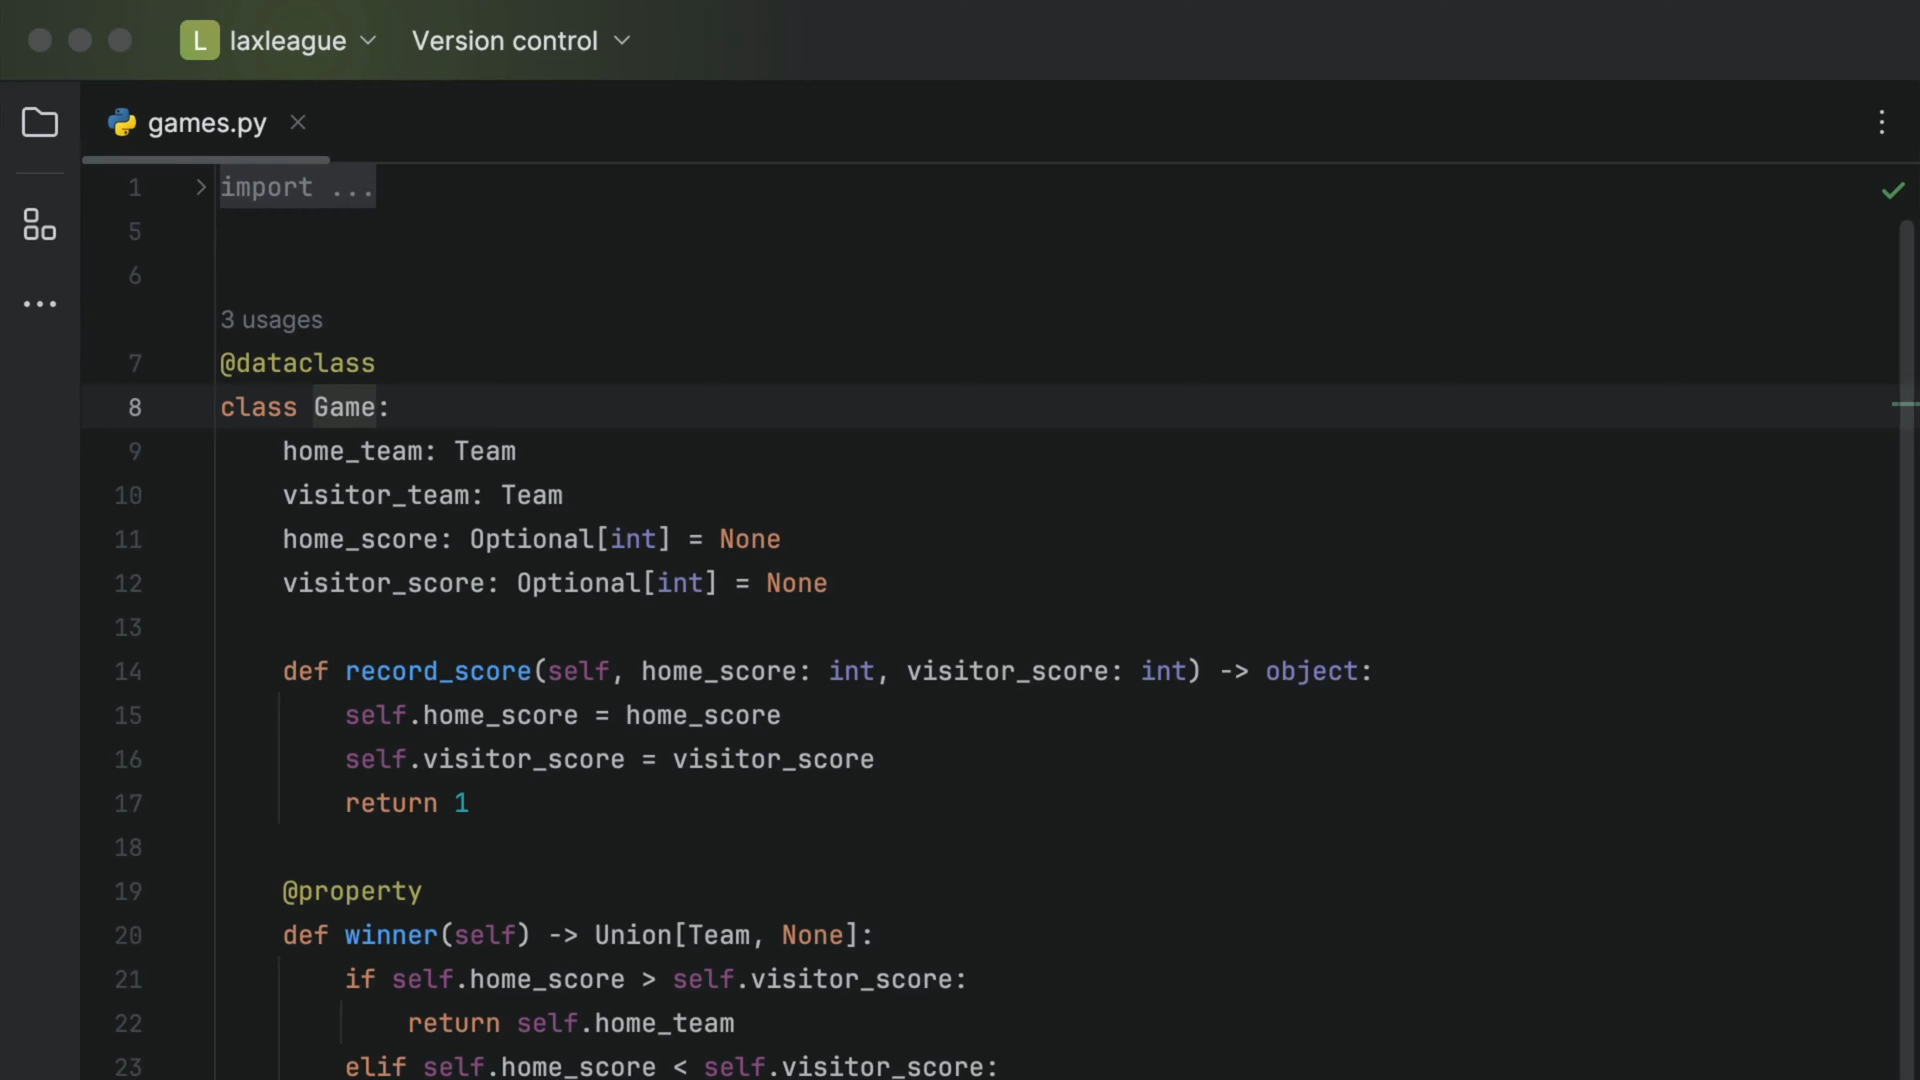 L laxleague Version control
games.py
1 import ...
5
6
3 usages
7 @dataclass
8 class Game:
9 home_team: Team
10 visitor_team: Team
11 home_score: Optional[int] = None
12 visitor_score: Optional[int] = None
13
14 def record_score(self, home_score: int, visitor_score: int) -> object:
15 self.home_score = home_score
16 self.visitor_score = visitor_score
17 return 1
18
19 @property
20 def winner(self) -> Union[Team, None]:
21 if self.home_score > self.visitor_score:
22 return self.home_team
23 elif self.home_score < self.visitor_score: